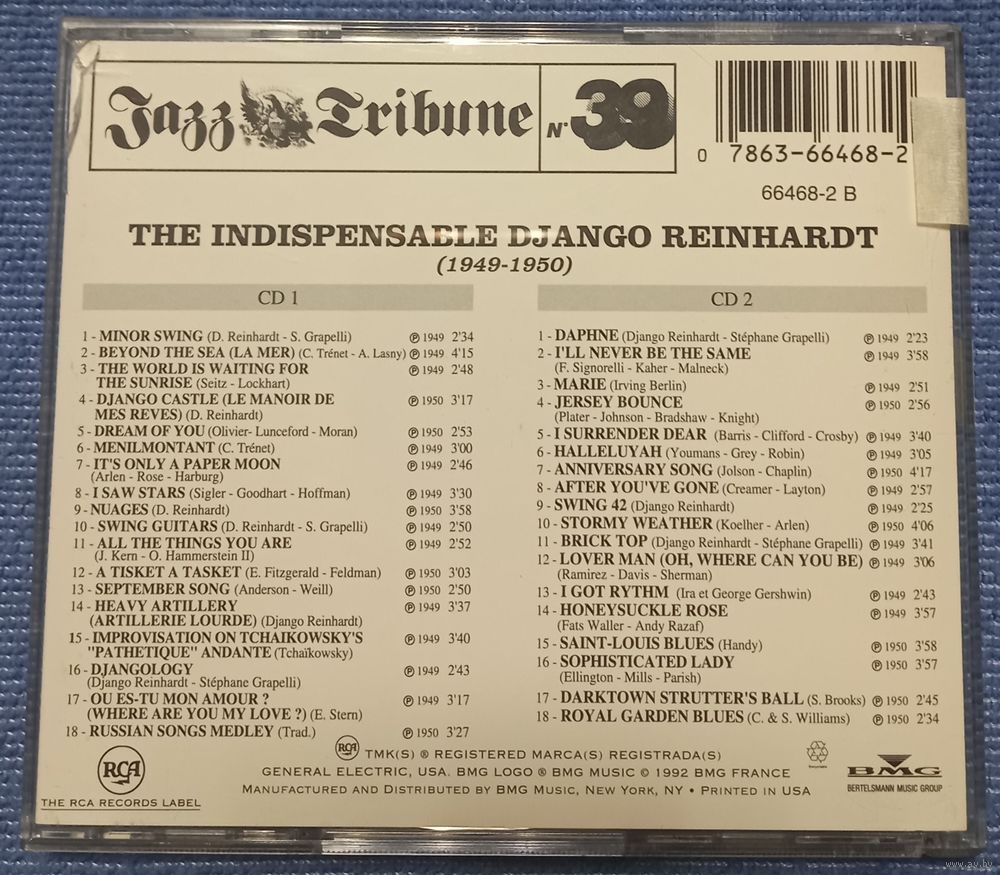 Jazz Tribune N° 39
0 7863-66468-2
66468-2 B
THE INDISPENSABLE DJANGO REINHARDT
(1949-1950)
CD 1
1 - MINOR SWING (D. Reinhardt - S. Grapelli) ℗ 1949 2'34
2 - BEYOND THE SEA (LA MER) (C. Trénet - A. Lasny) ℗ 1949 4'15
3 - THE WORLD IS WAITING FOR ℗ 1949 2'48
THE SUNRISE (Seitz - Lockhart)
4 - DJANGO CASTLE (LE MANOIR DE ℗ 1950 3'17
MES REVES) (D. Reinhardt)
5 - DREAM OF YOU (Olivier- Lunceford - Moran) ℗ 1950 2'53
6 - MENILMONTANT (C. Trénet) ℗ 1949 3'00
7 - IT'S ONLY A PAPER MOON ℗ 1949 2'46
(Arlen - Rose - Harburg)
8 - I SAW STARS (Sigler - Goodhart - Hoffman) ℗ 1949 3'30
9 - NUAGES (D. Reinhardt) ℗ 1950 3'58
10 - SWING GUITARS (D. Reinhardt - S. Grapelli) ℗ 1949 2'50
11 - ALL THE THINGS YOU ARE ℗ 1949 2'52
(J. Kern - O. Hammerstein II)
12 - A TISKET A TASKET (E. Fitzgerald - Feldman) ℗ 1950 3'03
13 - SEPTEMBER SONG (Anderson - Weill) ℗ 1950 2'50
14 - HEAVY ARTILLERY ℗ 1949 3'37
(ARTILLERIE LOURDE) (Django Reinhardt)
15 - IMPROVISATION ON TCHAIKOWSKY'S ℗ 1949 3'40
"PATHETIQUE" ANDANTE (Tchaïkowsky)
16 - DJANGOLOGY ℗ 1949 2'43
(Django Reinhardt - Stéphane Grapelli)
17 - OU ES-TU MON AMOUR ? ℗ 1949 3'17
(WHERE ARE YOU MY LOVE ?) (E. Stern)
18 - RUSSIAN SONGS MEDLEY (Trad.) ℗ 1950 3'27
CD 2
1 - DAPHNE (Django Reinhardt - Stéphane Grapelli) ℗ 1949 2'23
2 - I'LL NEVER BE THE SAME ℗ 1949 3'58
(F. Signorelli - Kaher - Malneck)
3 - MARIE (Irving Berlin) ℗ 1949 2'51
4 - JERSEY BOUNCE ℗ 1950 2'56
(Plater - Johnson - Bradshaw - Knight)
5 - I SURRENDER DEAR (Barris - Clifford - Crosby) ℗ 1949 3'40
6 - HALLELUYAH (Youmans - Grey - Robin) ℗ 1949 3'05
7 - ANNIVERSARY SONG (Jolson - Chaplin) ℗ 1950 4'17
8 - AFTER YOU'VE GONE (Creamer - Layton) ℗ 1949 2'57
9 - SWING 42 (Django Reinhardt) ℗ 1949 2'25
10 - STORMY WEATHER (Koelher - Arlen) ℗ 1950 4'06
11 - BRICK TOP (Django Reinhardt - Stéphane Grapelli) ℗ 1949 3'41
12 - LOVER MAN (OH, WHERE CAN YOU BE) ℗ 1949 3'06
(Ramirez - Davis - Sherman)
13 - I GOT RYTHM (Ira et George Gershwin) ℗ 1949 2'43
14 - HONEYSUCKLE ROSE ℗ 1949 3'57
(Fats Waller - Andy Razaf)
15 - SAINT-LOUIS BLUES (Handy) ℗ 1950 3'58
16 - SOPHISTICATED LADY ℗ 1950 3'57
(Ellington - Mills - Parish)
17 - DARKTOWN STRUTTER'S BALL (S. Brooks) ℗ 1950 2'45
18 - ROYAL GARDEN BLUES (C. & S. Williams) ℗ 1950 2'34
RCA
THE RCA RECORDS LABEL
RCA TMK(S) ® REGISTERED MARCA(S) REGISTRADA(S)
GENERAL ELECTRIC, USA. BMG LOGO ® BMG MUSIC © 1992 BMG FRANCE
MANUFACTURED AND DISTRIBUTED BY BMG MUSIC, NEW YORK, NY • PRINTED IN USA
Recyclable
BMG
BERTELSMANN MUSIC GROUP
www.ay.by